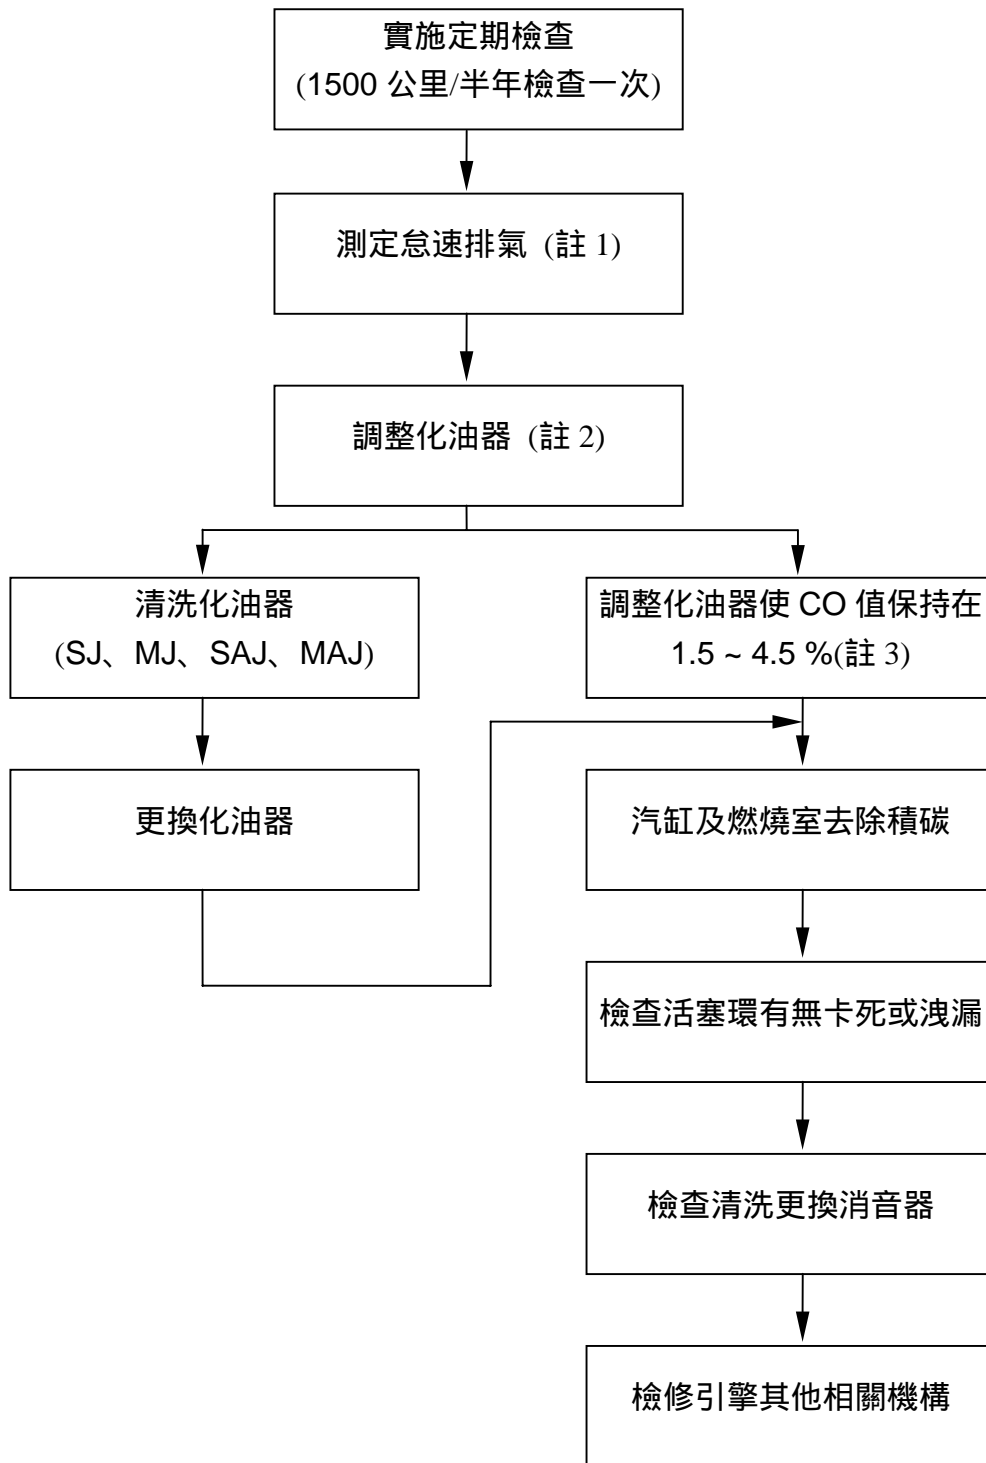 實施定期檢查
(1500 公里/半年檢查一次)
測定怠速排氣 (註 1)
調整化油器 (註 2)
清洗化油器
(SJ、MJ、SAJ、MAJ)
更換化油器
調整化油器使 CO 值保持在
1.5 ~ 4.5 %(註 3)
汽缸及燃燒室去除積碳
檢查活塞環有無卡死或洩漏
檢查清洗更換消音器
檢修引擎其他相關機構